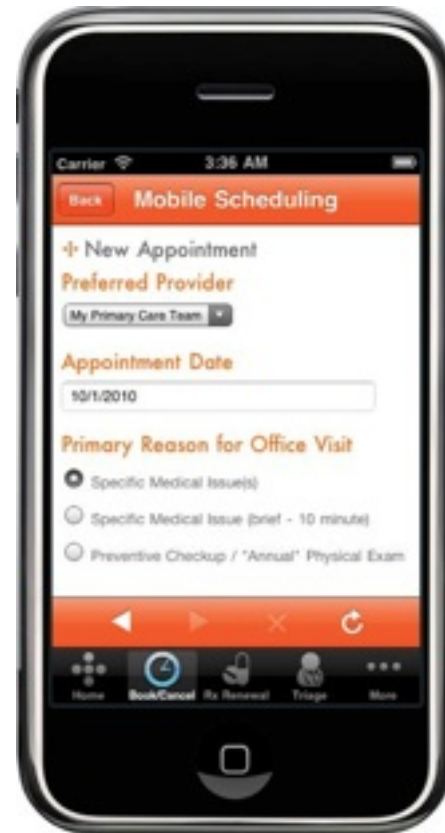 Carrier 3:36 AM
Back Mobile Scheduling
New Appointment
Preferred Provider
My Primary Care Team
Appointment Date
10/1/2010
Primary Reason for Office Visit
Specific Medical Issue(s)
Specific Medical Issue (brief - 10 minute)
Preventive Checkup / "Annual" Physical Exam
Home Book/Cancel Rx Renewal Triage More